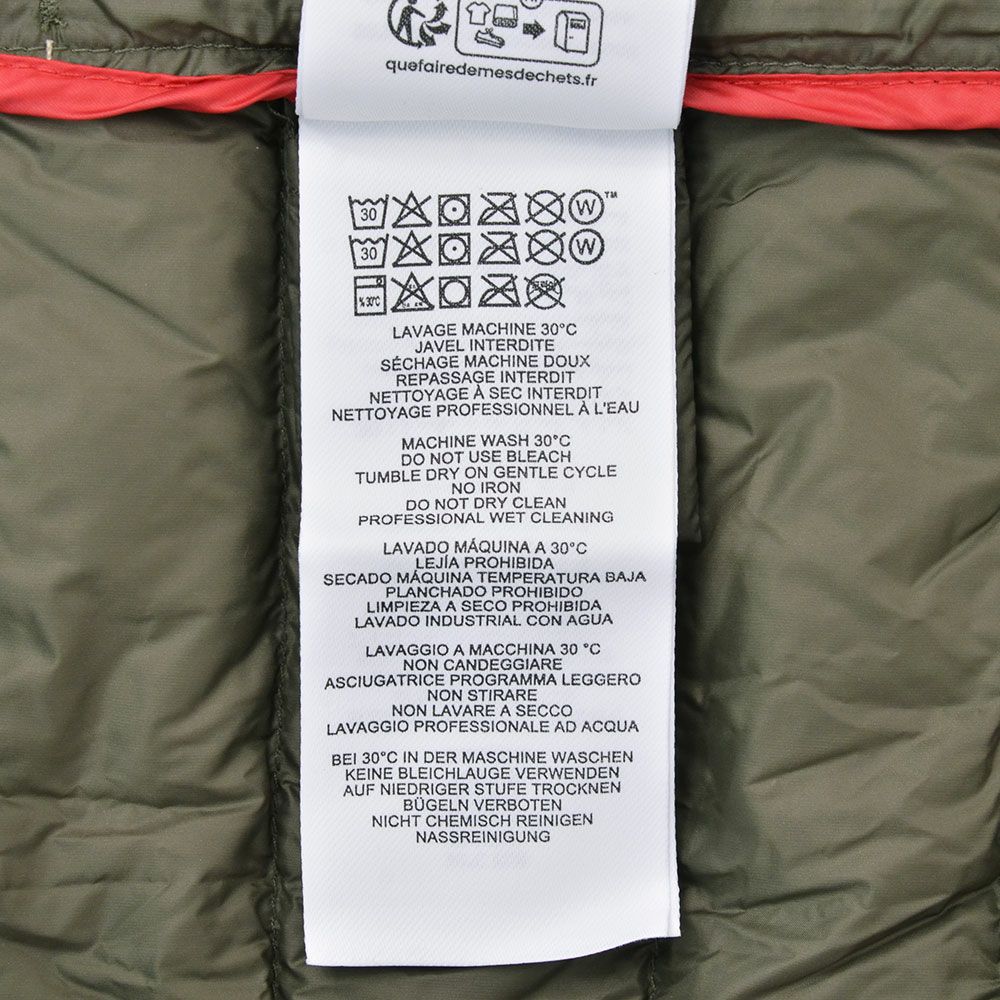 quefairedemesdechets.fr
30 W™
30 W
% 30°C
LAVAGE MACHINE 30°C
JAVEL INTERDITE
SÉCHAGE MACHINE DOUX
REPASSAGE INTERDIT
NETTOYAGE À SEC INTERDIT
NETTOYAGE PROFESSIONNEL À L'EAU
MACHINE WASH 30°C
DO NOT USE BLEACH
TUMBLE DRY ON GENTLE CYCLE
NO IRON
DO NOT DRY CLEAN
PROFESSIONAL WET CLEANING
LAVADO MÁQUINA A 30°C
LEJÍA PROHIBIDA
SECADO MÁQUINA TEMPERATURA BAJA
PLANCHADO PROHIBIDO
LIMPIEZA A SECO PROHIBIDA
LAVADO INDUSTRIAL CON AGUA
LAVAGGIO A MACCHINA 30 °C
NON CANDEGGIARE
ASCIUGATRICE PROGRAMMA LEGGERO
NON STIRARE
NON LAVARE A SECCO
LAVAGGIO PROFESSIONALE AD ACQUA
BEI 30°C IN DER MASCHINE WASCHEN
KEINE BLEICHLAUGE VERWENDEN
AUF NIEDRIGER STUFE TROCKNEN
BÜGELN VERBOTEN
NICHT CHEMISCH REINIGEN
NASSREINIGUNG